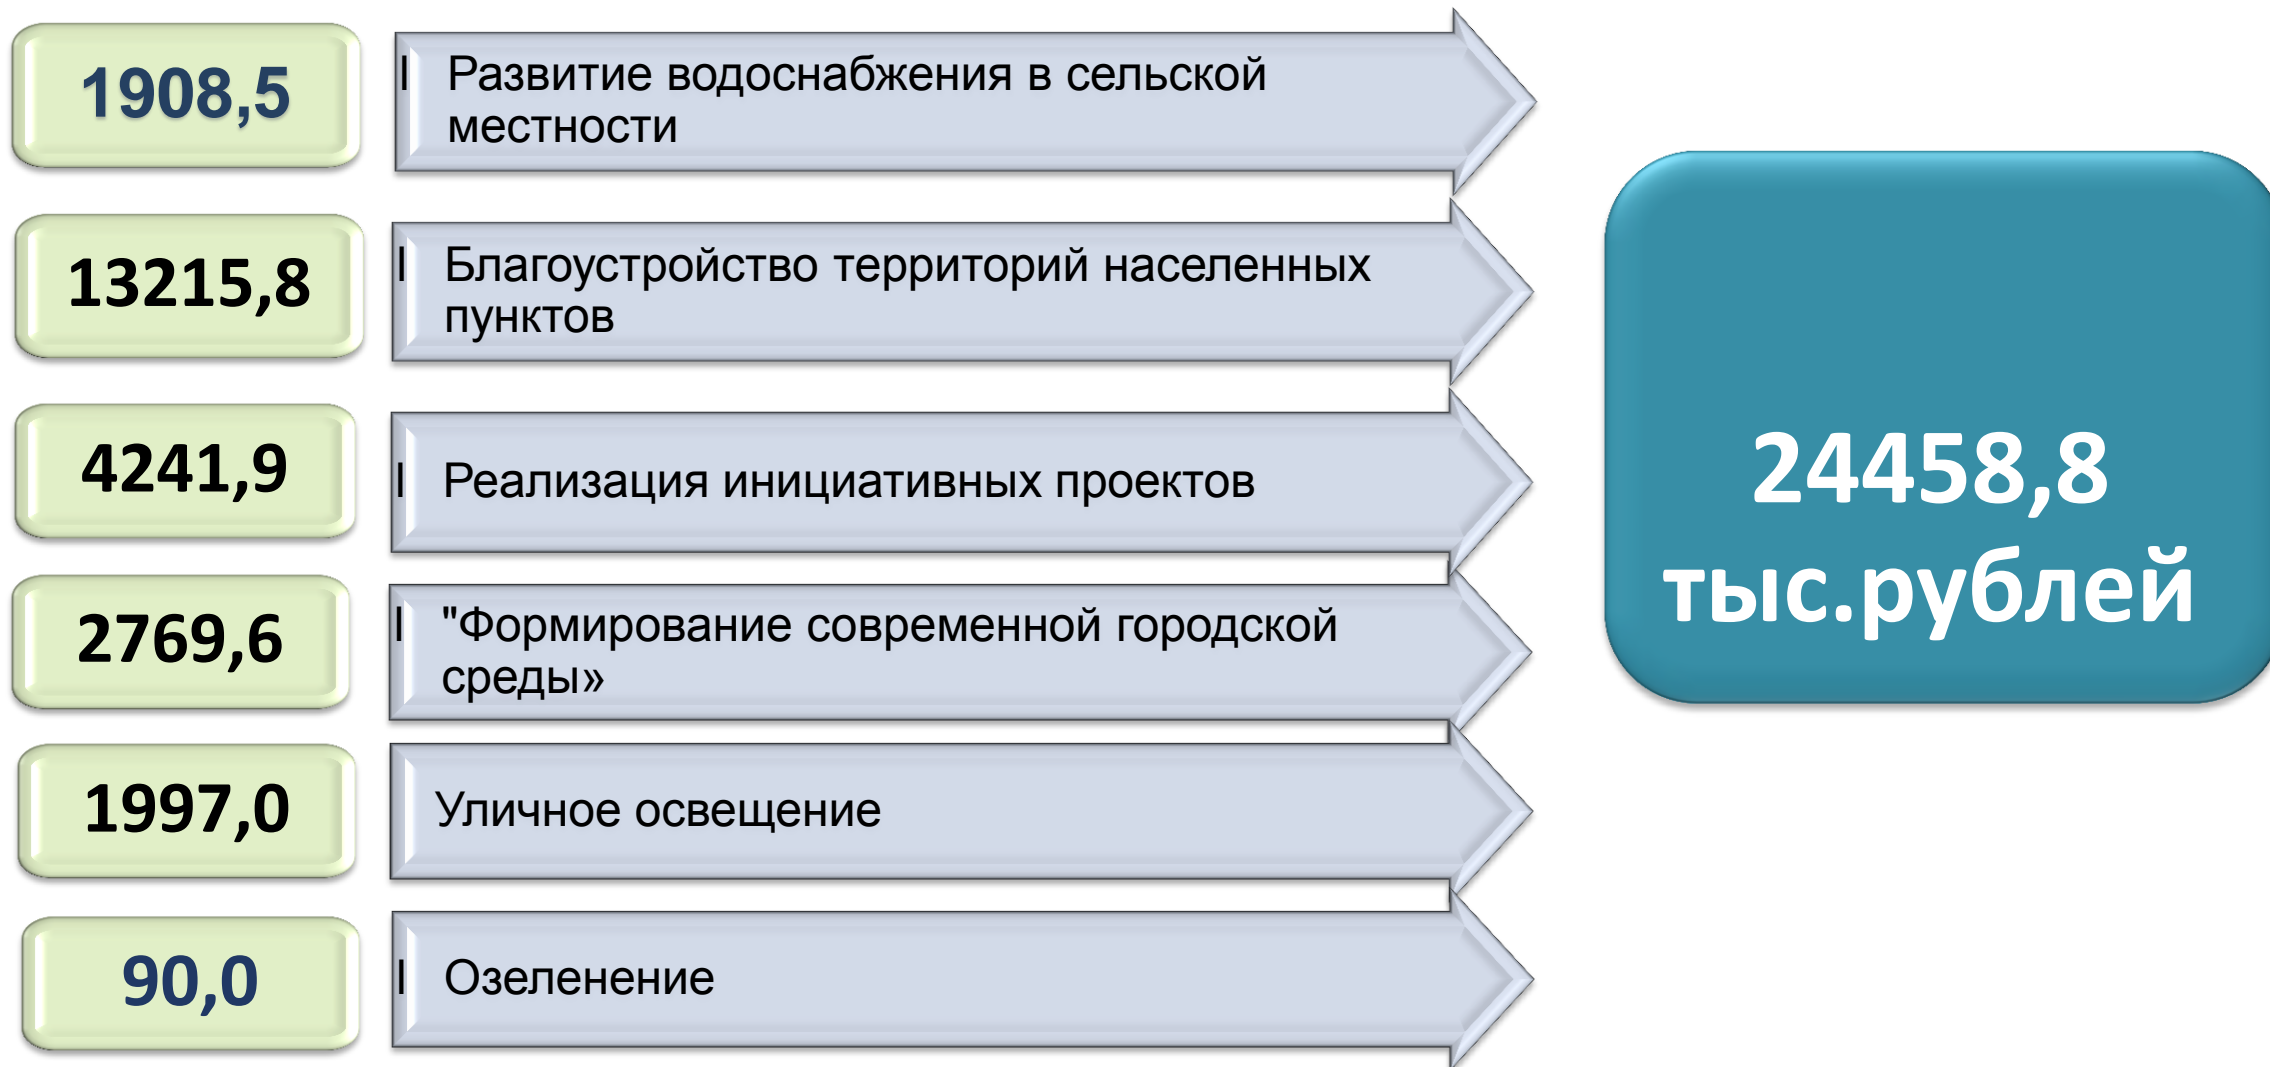 1908,5
Развитие водоснабжения в сельской
местности
13215,8
Благоустройство территорий населенных
пунктов
4241,9
Реализация инициативных проектов
2769,6
"Формирование современной городской
среды»
1997,0
Уличное освещение
90,0
Озеленение
24458,8
тыс.рублей